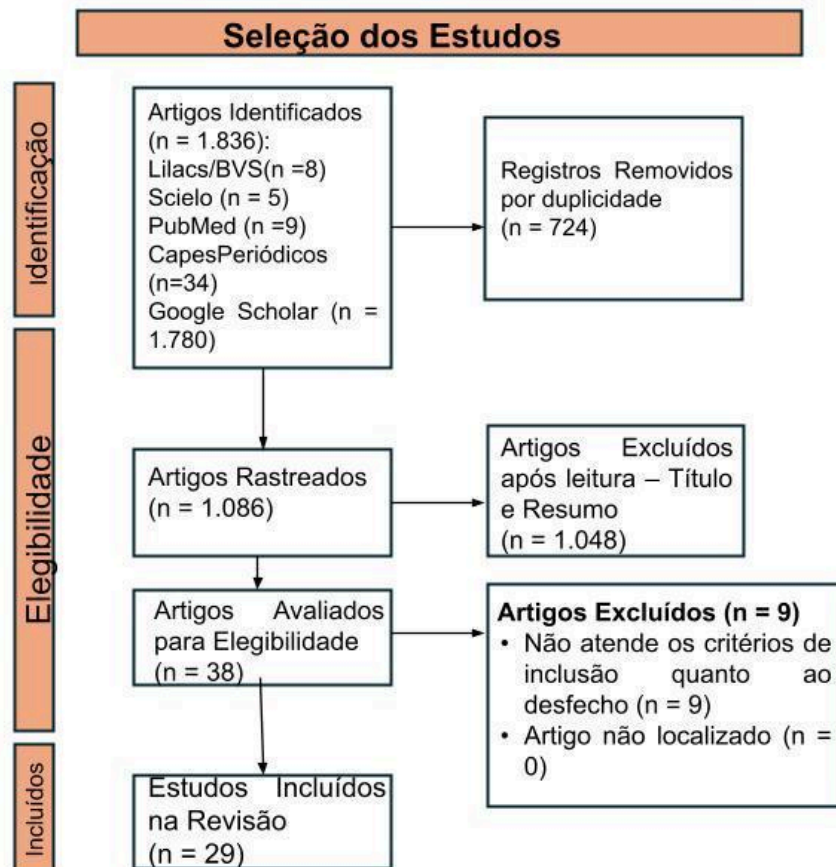 Seleção dos Estudos
Identificação
Artigos Identificados
(n = 1.836):
Lilacs/BVS(n =8)
Scielo (n = 5)
PubMed (n =9)
CapesPeriódicos
(n=34)
Google Scholar (n =
1.780)
Registros Removidos
por duplicidade
(n = 724)
Elegibilidade
Artigos Rastreados
(n = 1.086)
Artigos Excluídos
após leitura – Título
e Resumo
(n = 1.048)
Artigos Avaliados
para Elegibilidade
(n = 38)
Artigos Excluídos (n = 9)
• Não atende os critérios de
inclusão quanto ao
desfecho (n = 9)
• Artigo não localizado (n =
0)
Incluídos
Estudos Incluídos
na Revisão
(n = 29)